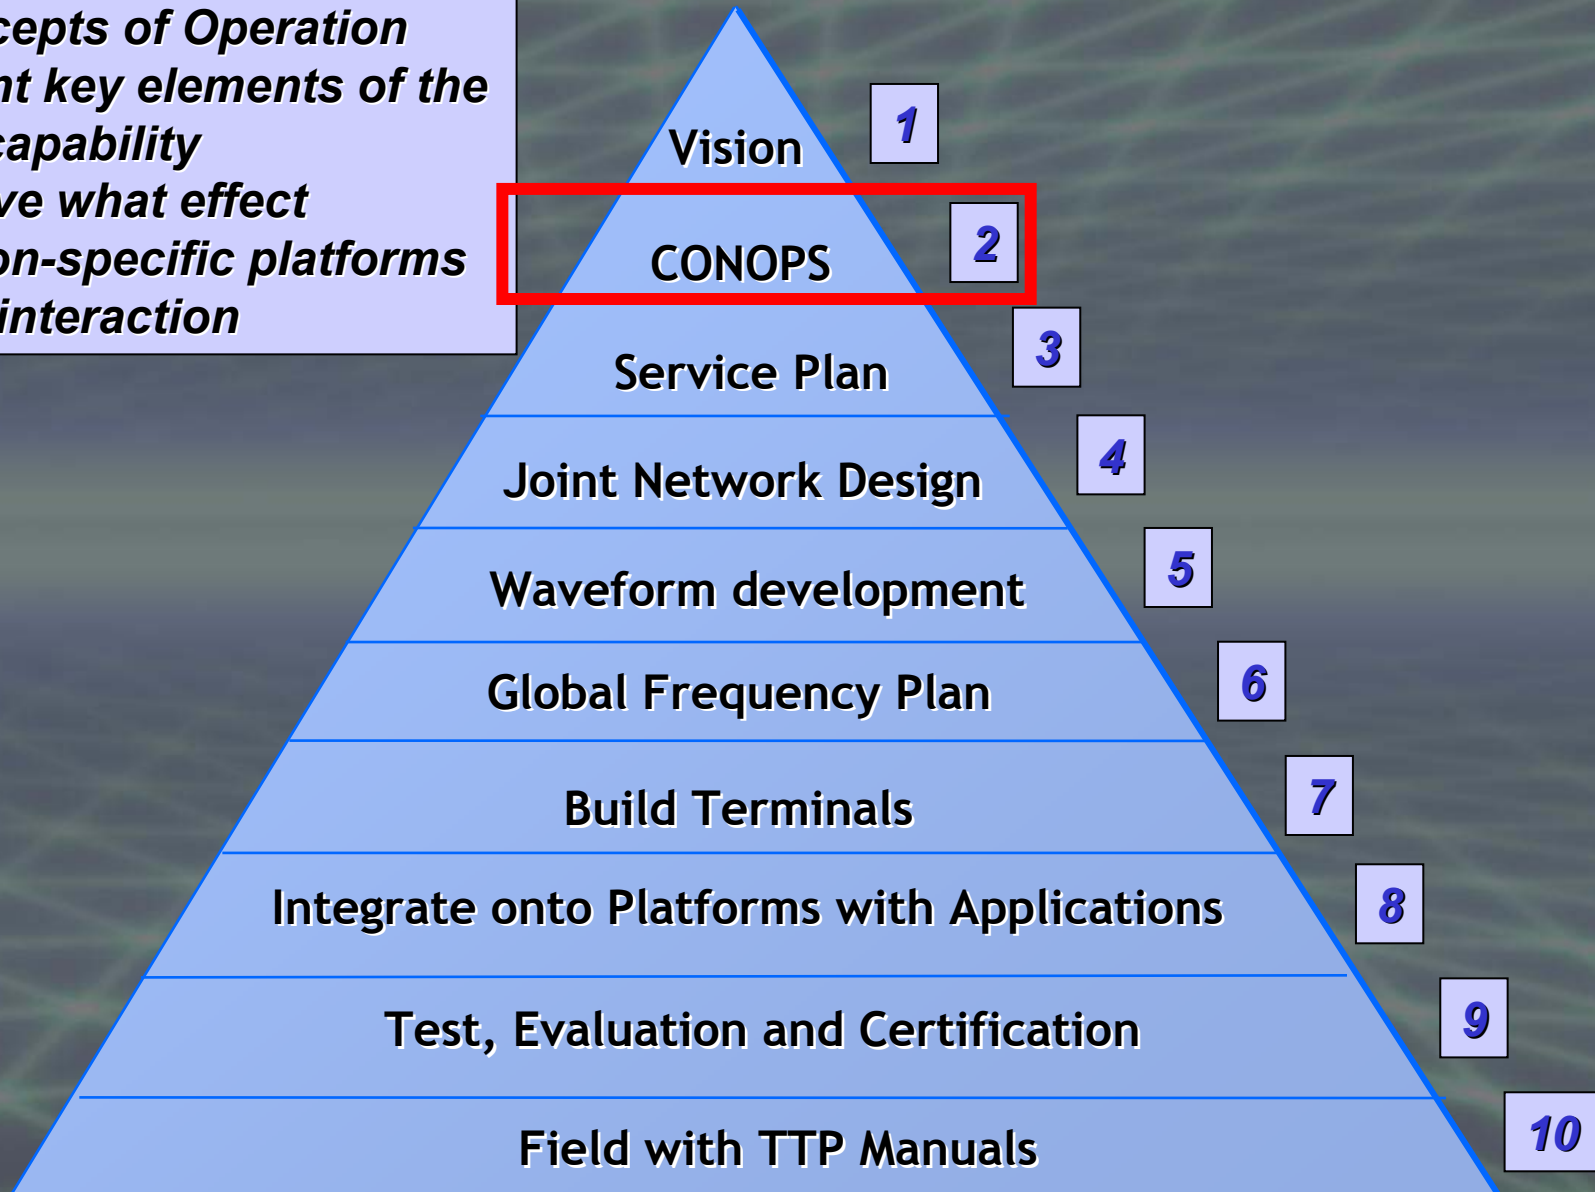 cepts of Operation
nt key elements of the
capability
ve what effect
on-specific platforms
interaction
Vision
1
CONOPS
2
Service Plan
3
Joint Network Design
4
Waveform development
5
Global Frequency Plan
6
Build Terminals
7
Integrate onto Platforms with Applications
8
Test, Evaluation and Certification
9
Field with TTP Manuals
10